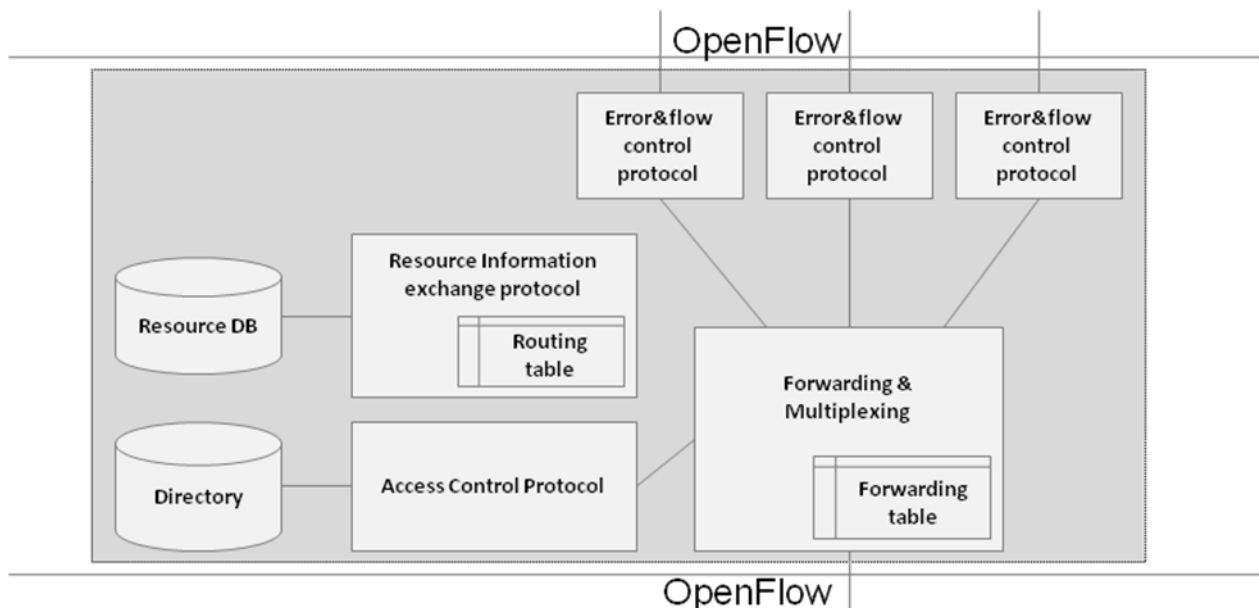 OpenFlow
Error&flow
control
protocol
Error&flow
control
protocol
Error&flow
control
protocol
Resource Information
exchange protocol
Routing
table
Resource DB
Forwarding &
Multiplexing
Forwarding
table
Access Control Protocol
Directory
OpenFlow